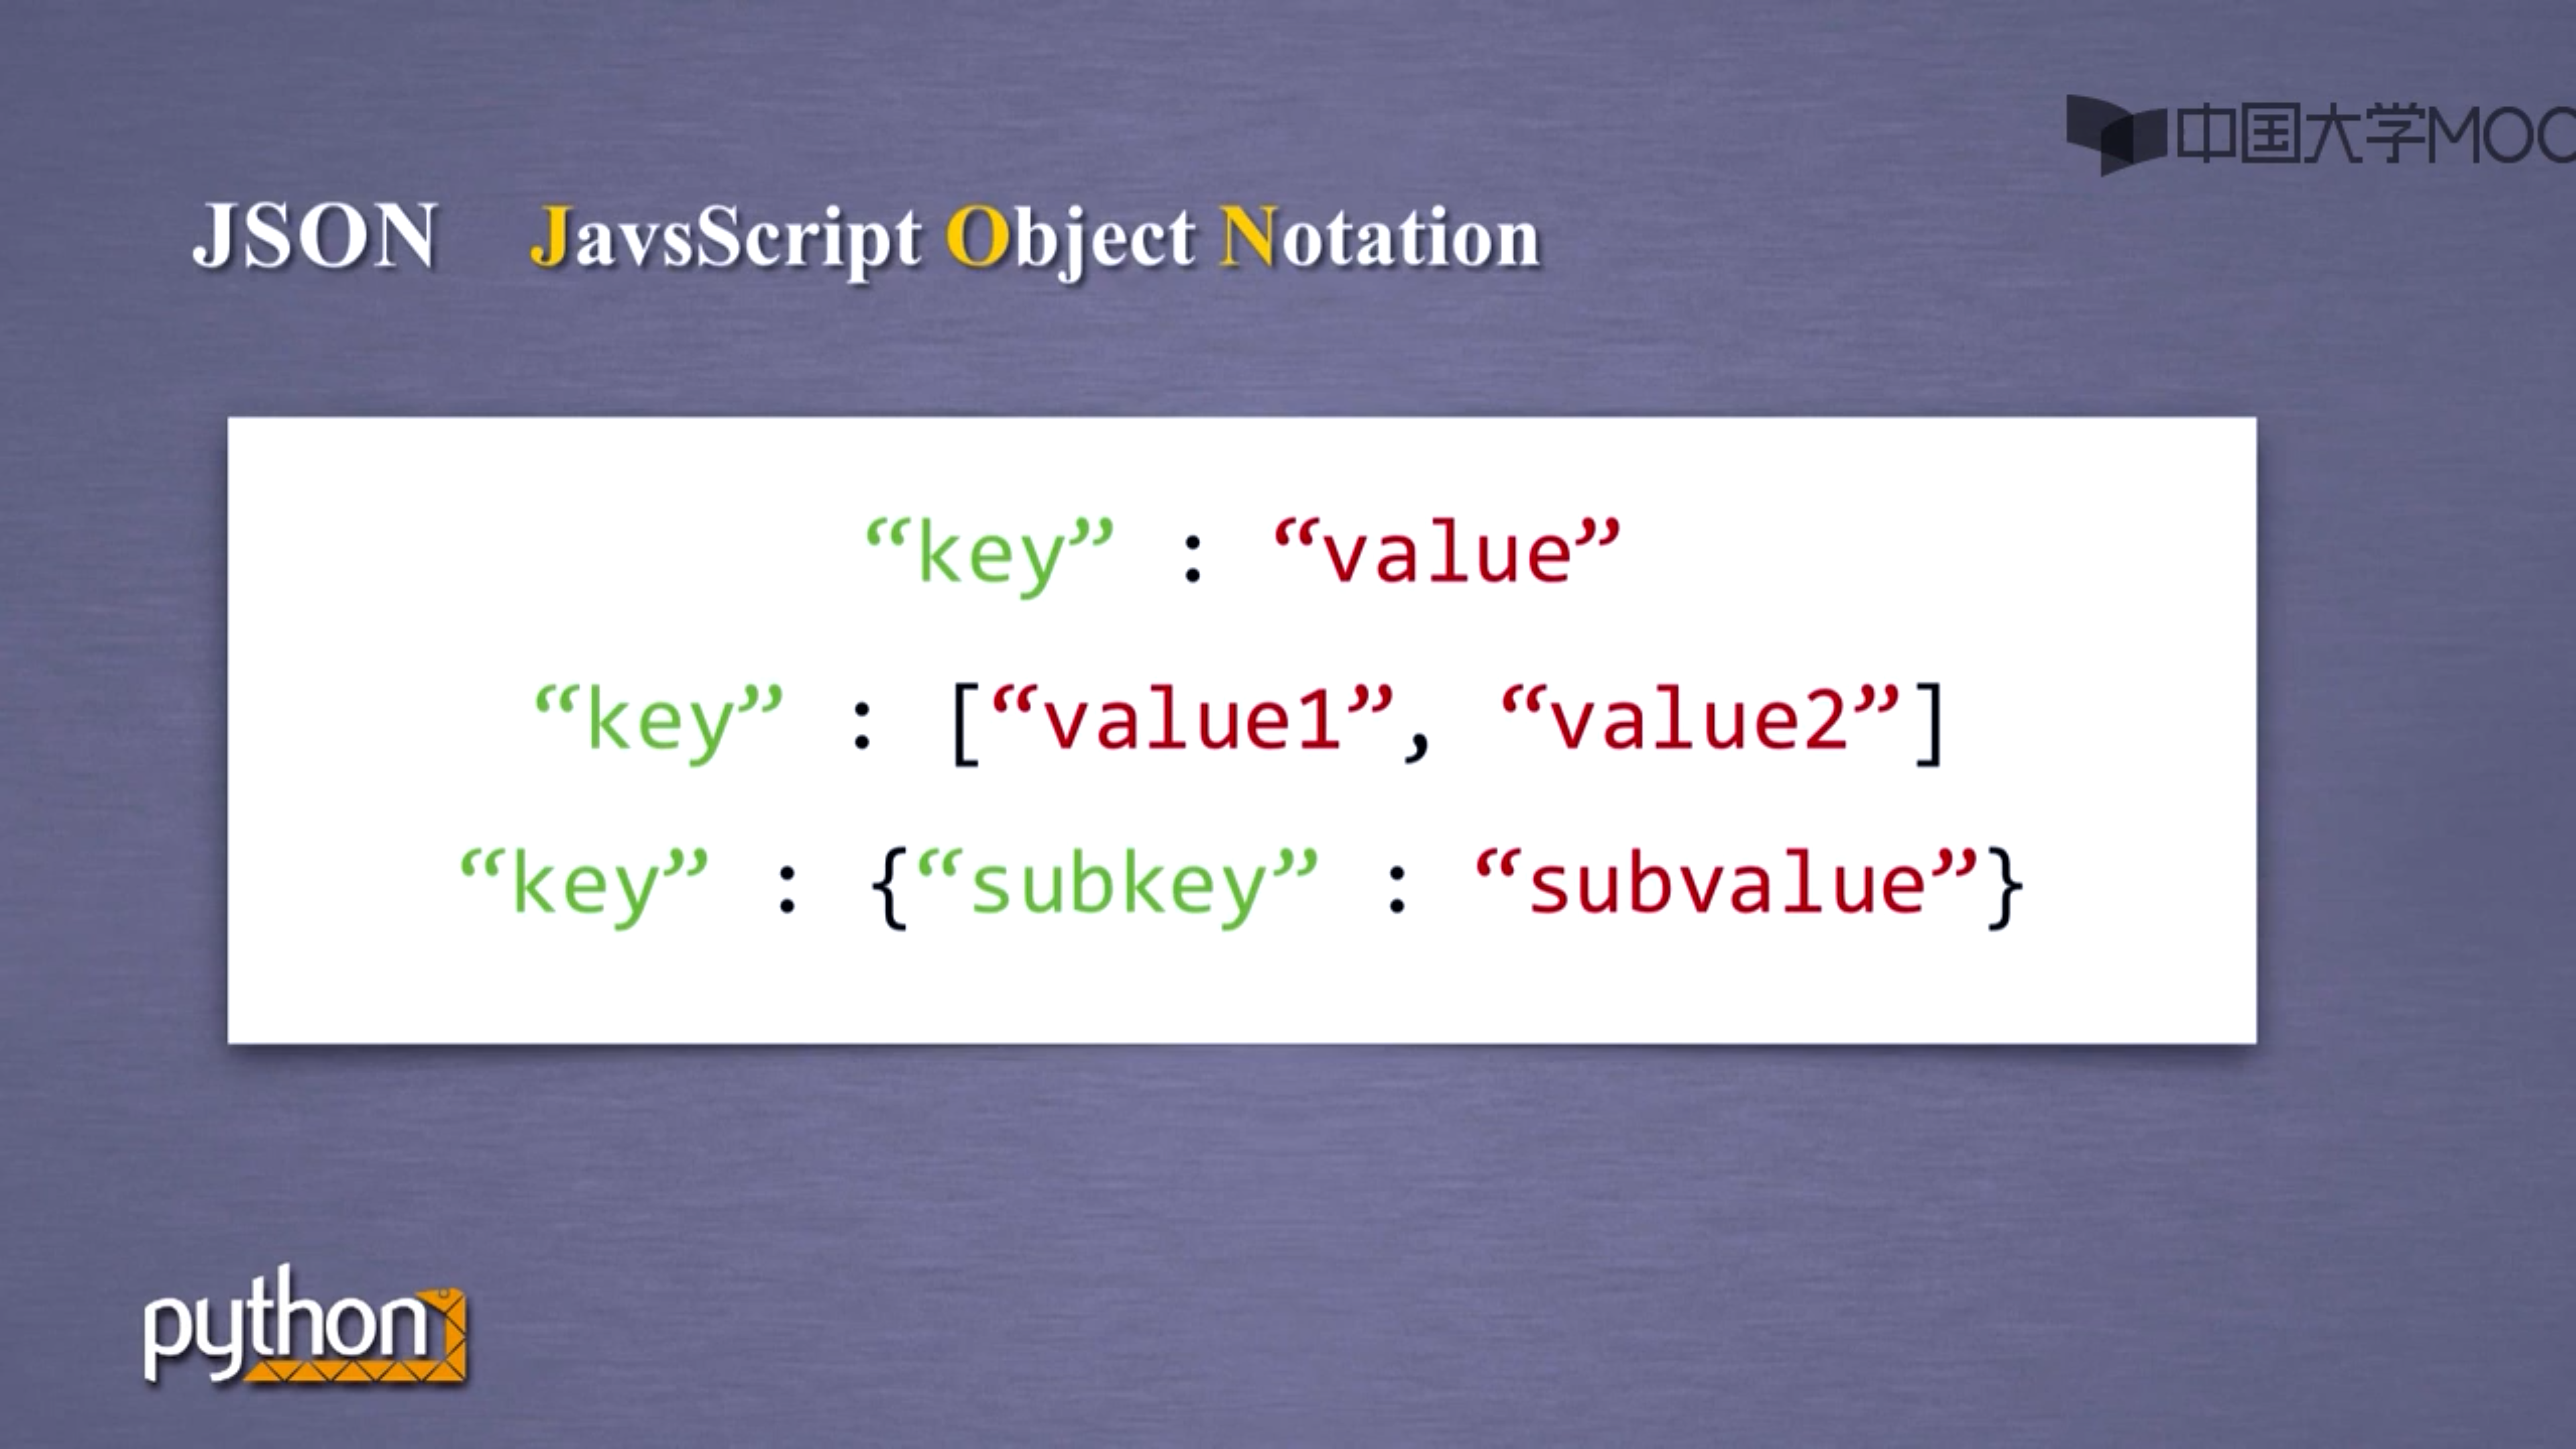 中国大学MOO
JSON JavsScript Object Notation
“key” : “value”
“key” : [“value1”, “value2”]
“key” : {“subkey” : “subvalue”}
python